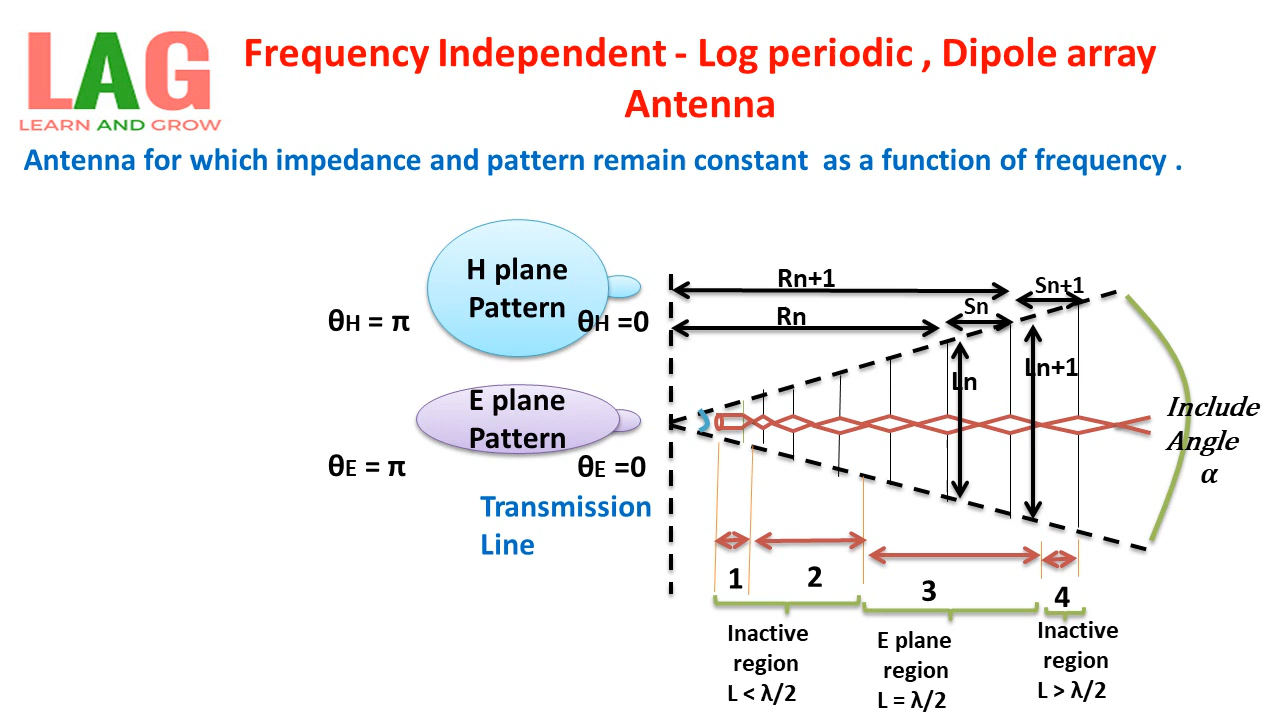 LAG
LEARN AND GROW
Frequency Independent - Log periodic , Dipole array
Antenna
Antenna for which impedance and pattern remain constant as a function of frequency .
H plane
Pattern
θH = π
θH =0
E plane
Pattern
θE = π
θE =0
Transmission
Line
Rn+1
Sn+1
Sn
Rn
Ln
Ln+1
Include
Angle
α
1
2
3
4
Inactive
region
L < λ/2
E plane
region
L = λ/2
Inactive
region
L > λ/2